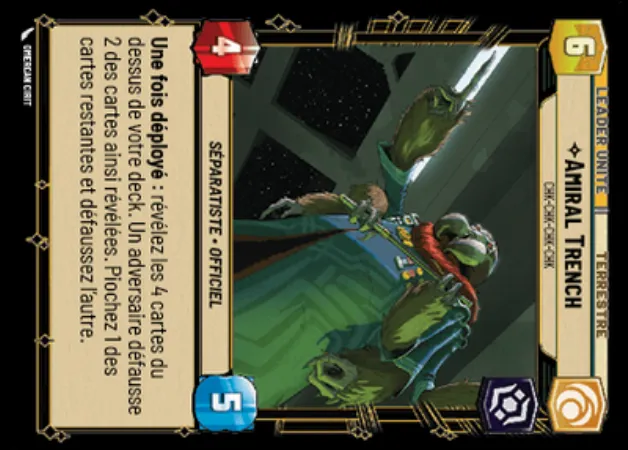 LEADER UNITÉ
TERRESTRE
6
AMIRAL TRENCH
CHK-CHK-CHK-CHK
4
SÉPARATISTE • OFFICIEL
5
Une fois déployé : révélez les 4 cartes du
dessus de votre deck. Un adversaire défausse
2 des cartes ainsi révélées. Piochez 1 des
cartes restantes et défaussez l'autre.
©MERCAN CIRIT